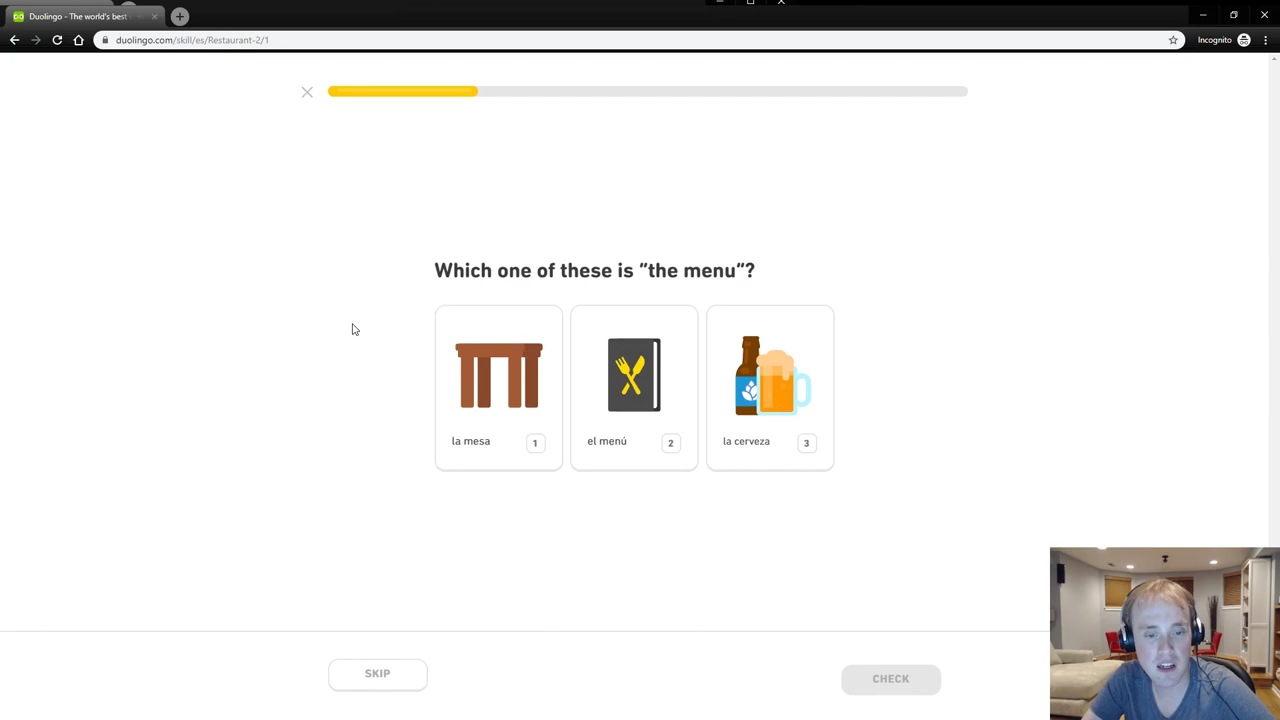 Duolingo - The world's best
duolingo.com/skill/es/Restaurant-2/1
Incognito
Which one of these is "the menu"?
la mesa
1
el menú
2
la cerveza
3
SKIP
CHECK